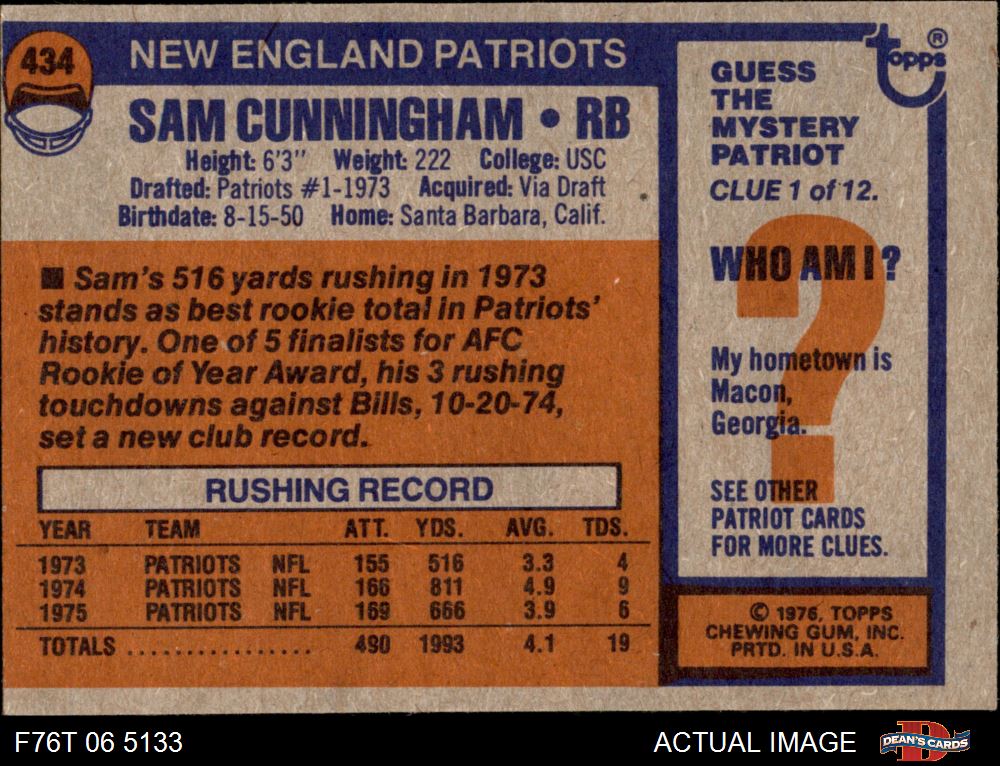 434
NEW ENGLAND PATRIOTS
SAM CUNNINGHAM • RB
Height: 6'3" Weight: 222 College: USC
Drafted: Patriots #1-1973 Acquired: Via Draft
Birthdate: 8-15-50 Home: Santa Barbara, Calif.
■ Sam's 516 yards rushing in 1973
stands as best rookie total in Patriots'
history. One of 5 finalists for AFC
Rookie of Year Award, his 3 rushing
touchdowns against Bills, 10-20-74,
set a new club record.
RUSHING RECORD
YEAR TEAM ATT. YDS. AVG. TDS.
1973 PATRIOTS NFL 155 516 3.3 4
1974 PATRIOTS NFL 166 811 4.9 9
1975 PATRIOTS NFL 169 666 3.9 6
TOTALS ................ 490 1993 4.1 19
topps®
GUESS
THE
MYSTERY
PATRIOT
CLUE 1 of 12.
?
WHO AM I?
My hometown is
Macon,
Georgia.
SEE OTHER
PATRIOT CARDS
FOR MORE CLUES.
© 1976, TOPPS
CHEWING GUM, INC.
PRTD. IN U.S.A.
F76T 06 5133
ACTUAL IMAGE
D
DEAN'S CARDS